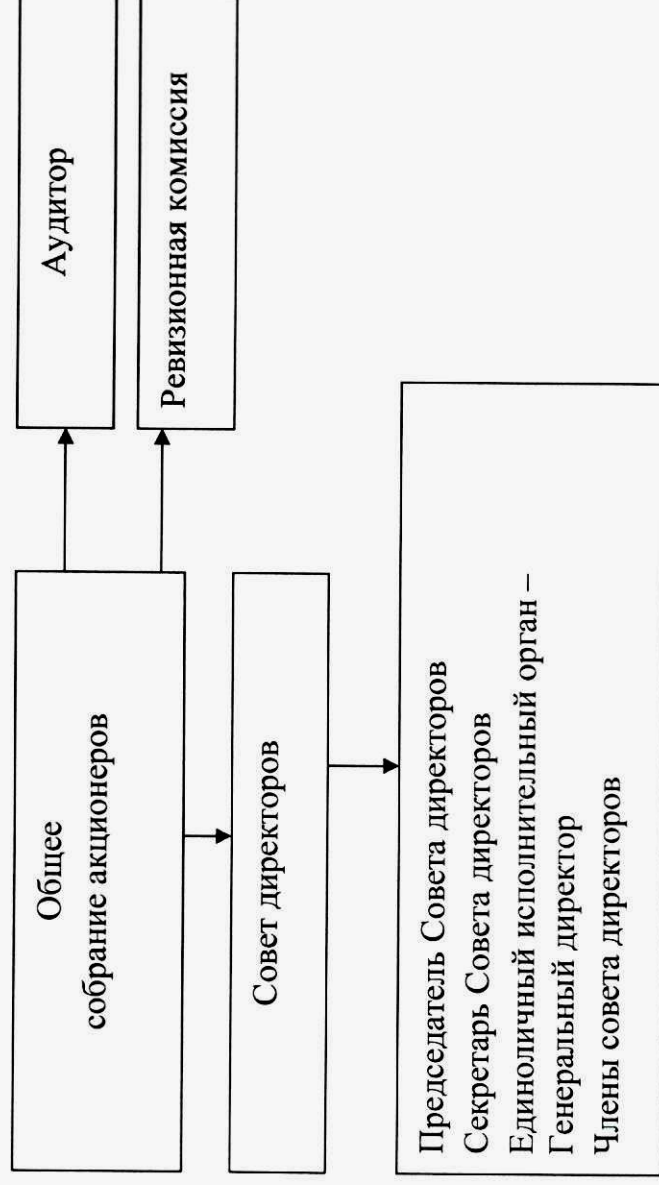 Общее
собрание акционеров
Аудитор
Ревизионная комиссия
Совет директоров
Председатель Совета директоров
Секретарь Совета директоров
Единоличный исполнительный орган –
Генеральный директор
Члены совета директоров